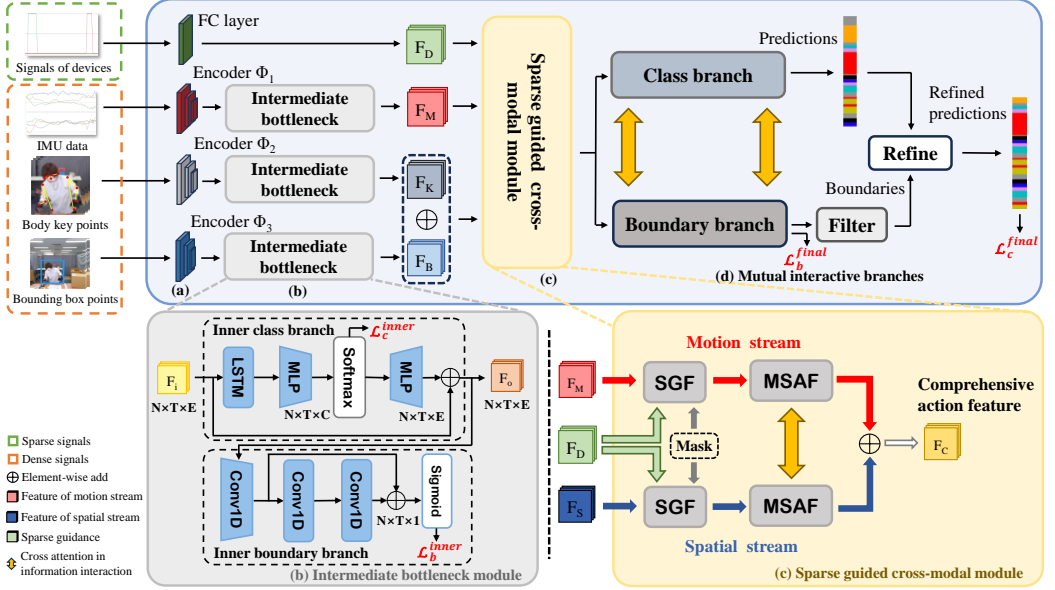 Signals of devices
IMU data
Body key points
Bounding box points
FC layer
Encoder Φ1
Encoder Φ2
Encoder Φ3
(a)
Intermediate
bottleneck
Intermediate
bottleneck
Intermediate
bottleneck
(b)
F_D
F_M
F_K
F_B
Sparse guided cross-
modal module
(c)
Class branch
Boundary branch
Predictions
Refined
predictions
Refine
Boundaries
Filter
ℒ_b^final
ℒ_c^final
(d) Mutual interactive branches
Sparse signals
Dense signals
Element-wise add
Feature of motion stream
Feature of spatial stream
Sparse guidance
Cross attention in
information interaction
Inner class branch
ℒ_c^inner
F_i
N×T×E
LSTM
MLP
N×T×C
Softmax
MLP
N×T×E
F_o
N×T×E
Conv1D
Conv1D
Conv1D
N×T×1
Sigmoid
ℒ_b^inner
Inner boundary branch
(b) Intermediate bottleneck module
Motion stream
F_M
SGF
MSAF
Comprehensive
action feature
F_D
Mask
F_C
F_S
SGF
MSAF
Spatial stream
(c) Sparse guided cross-modal module